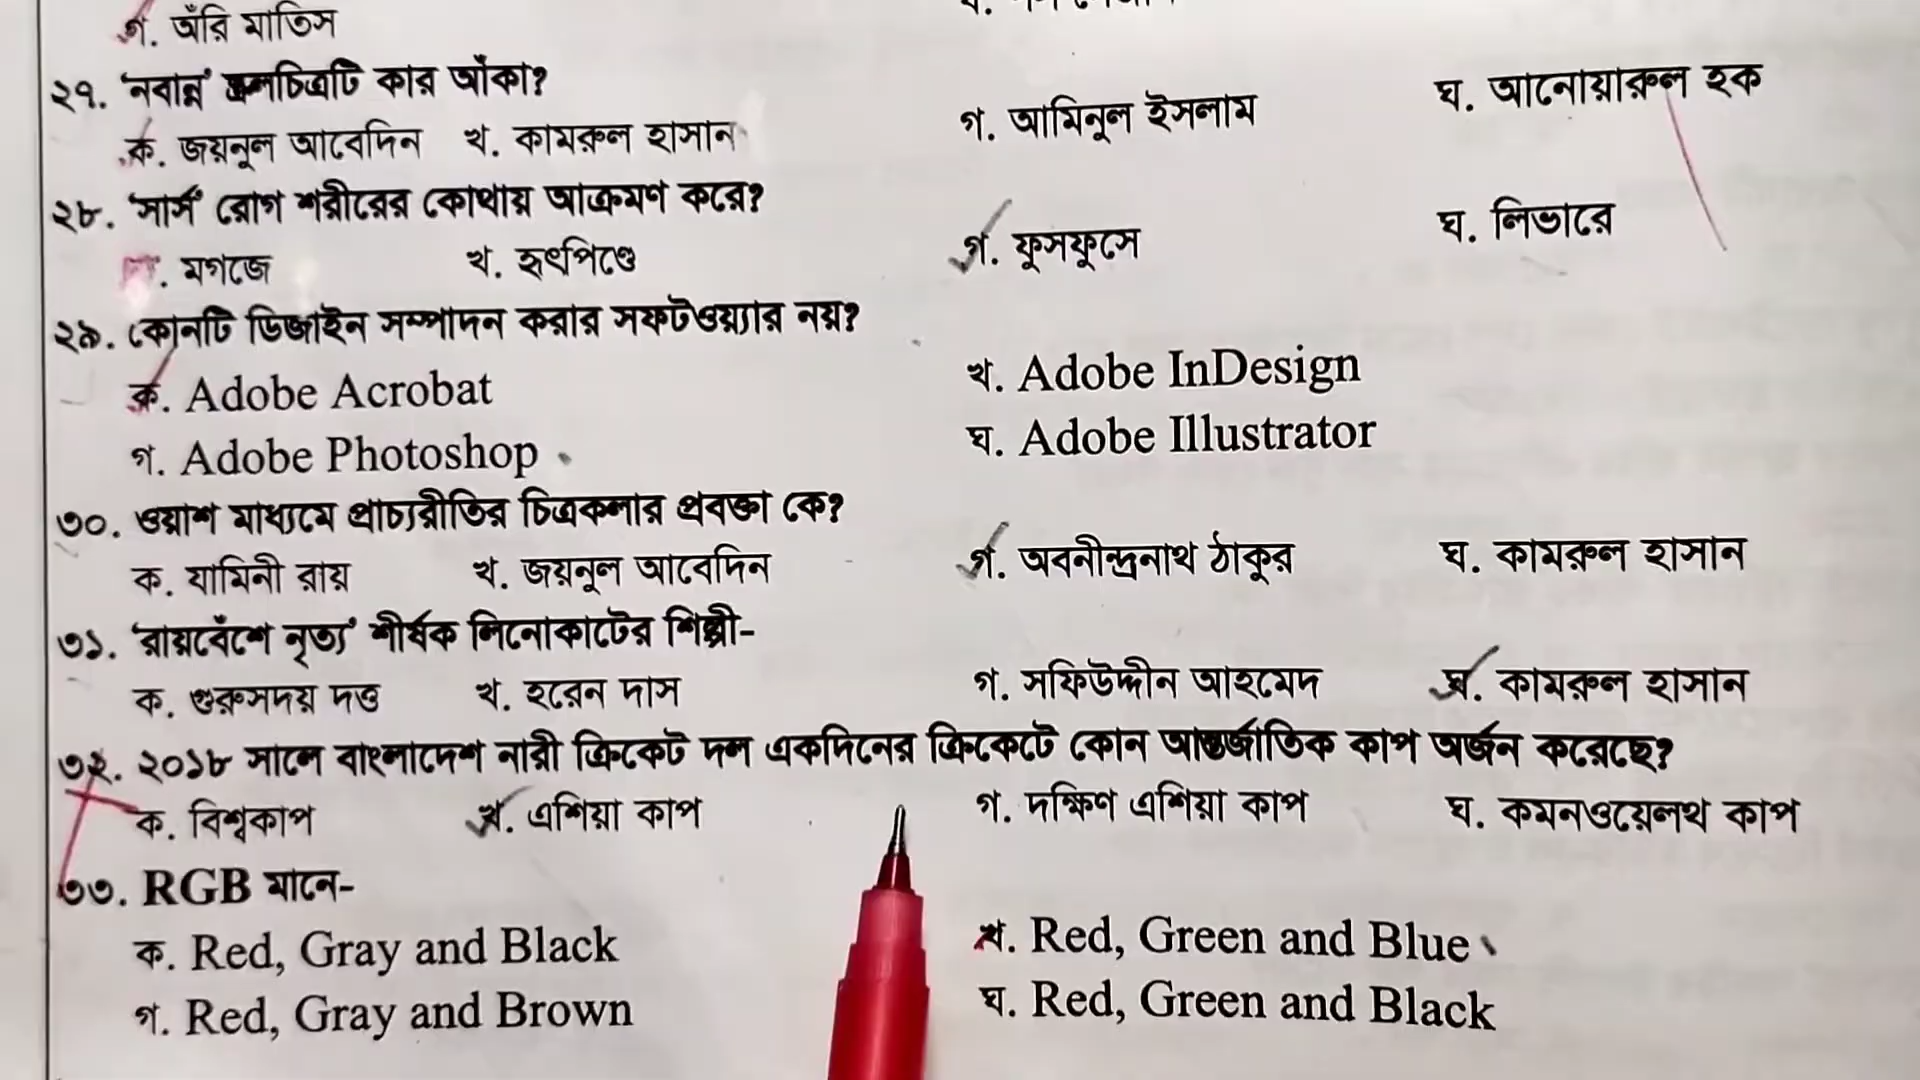 গ. অঁরি মাতিস
২৭. 'নবান্ন' স্ক্রলচিত্রটি কার আঁকা?
ক. জয়নুল আবেদিন খ. কামরুল হাসান গ. আমিনুল ইসলাম ঘ. আনোয়ারুল হক
২৮. 'সার্স' রোগ শরীরের কোথায় আক্রমণ করে?
. মগজে খ. হৃৎপিণ্ডে গ. ফুসফুসে ঘ. লিভারে
২৯. কোনটি ডিজাইন সম্পাদন করার সফটওয়্যার নয়?
ক. Adobe Acrobat খ. Adobe InDesign
গ. Adobe Photoshop ঘ. Adobe Illustrator
৩০. ওয়াশ মাধ্যমে প্রাচ্যরীতির চিত্রকলার প্রবক্তা কে?
ক. যামিনী রায় খ. জয়নুল আবেদিন গ. অবনীন্দ্রনাথ ঠাকুর ঘ. কামরুল হাসান
৩১. 'রায়বেঁশে নৃত্য' শীর্ষক লিনোকাটের শিল্পী-
ক. গুরুসদয় দত্ত খ. হরেন দাস গ. সফিউদ্দীন আহমেদ ঘ. কামরুল হাসান
৩২. ২০১৮ সালে বাংলাদেশ নারী ক্রিকেট দল একদিনের ক্রিকেটে কোন আন্তর্জাতিক কাপ অর্জন করেছে?
ক. বিশ্বকাপ খ. এশিয়া কাপ গ. দক্ষিণ এশিয়া কাপ ঘ. কমনওয়েলথ কাপ
৩৩. RGB মানে-
ক. Red, Gray and Black খ. Red, Green and Blue
গ. Red, Gray and Brown ঘ. Red, Green and Black